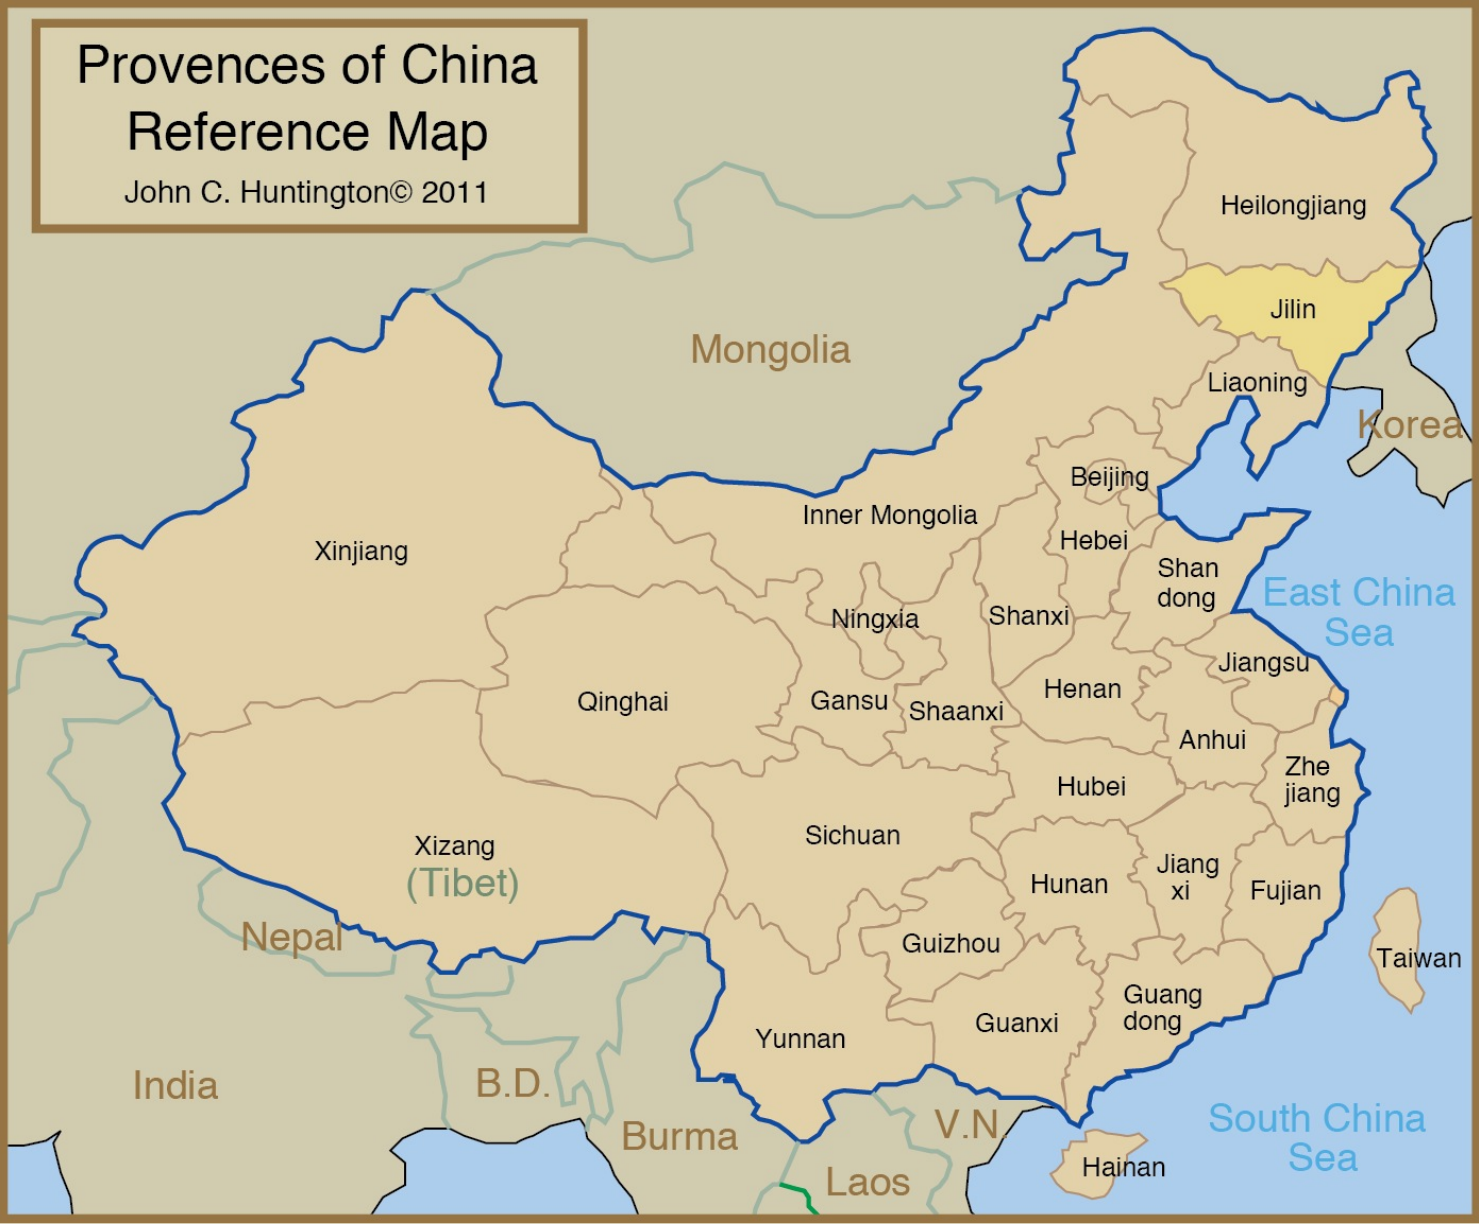 Provences of China
Reference Map
John C. Huntington© 2011
Heilongjiang
Jilin
Mongolia
Liaoning
Korea
Beijing
Inner Mongolia
Xinjiang
Hebei
Shan
dong
East China
Sea
Ningxia
Shanxi
Jiangsu
Qinghai
Gansu
Shaanxi
Henan
Anhui
Zhe
jiang
Hubei
Sichuan
Xizang
(Tibet)
Hunan
Jiang
xi
Fujian
Nepal
Guizhou
Taiwan
Guang
dong
Guanxi
Yunnan
India
B.D.
Burma
V.N.
South China
Sea
Laos
Hainan